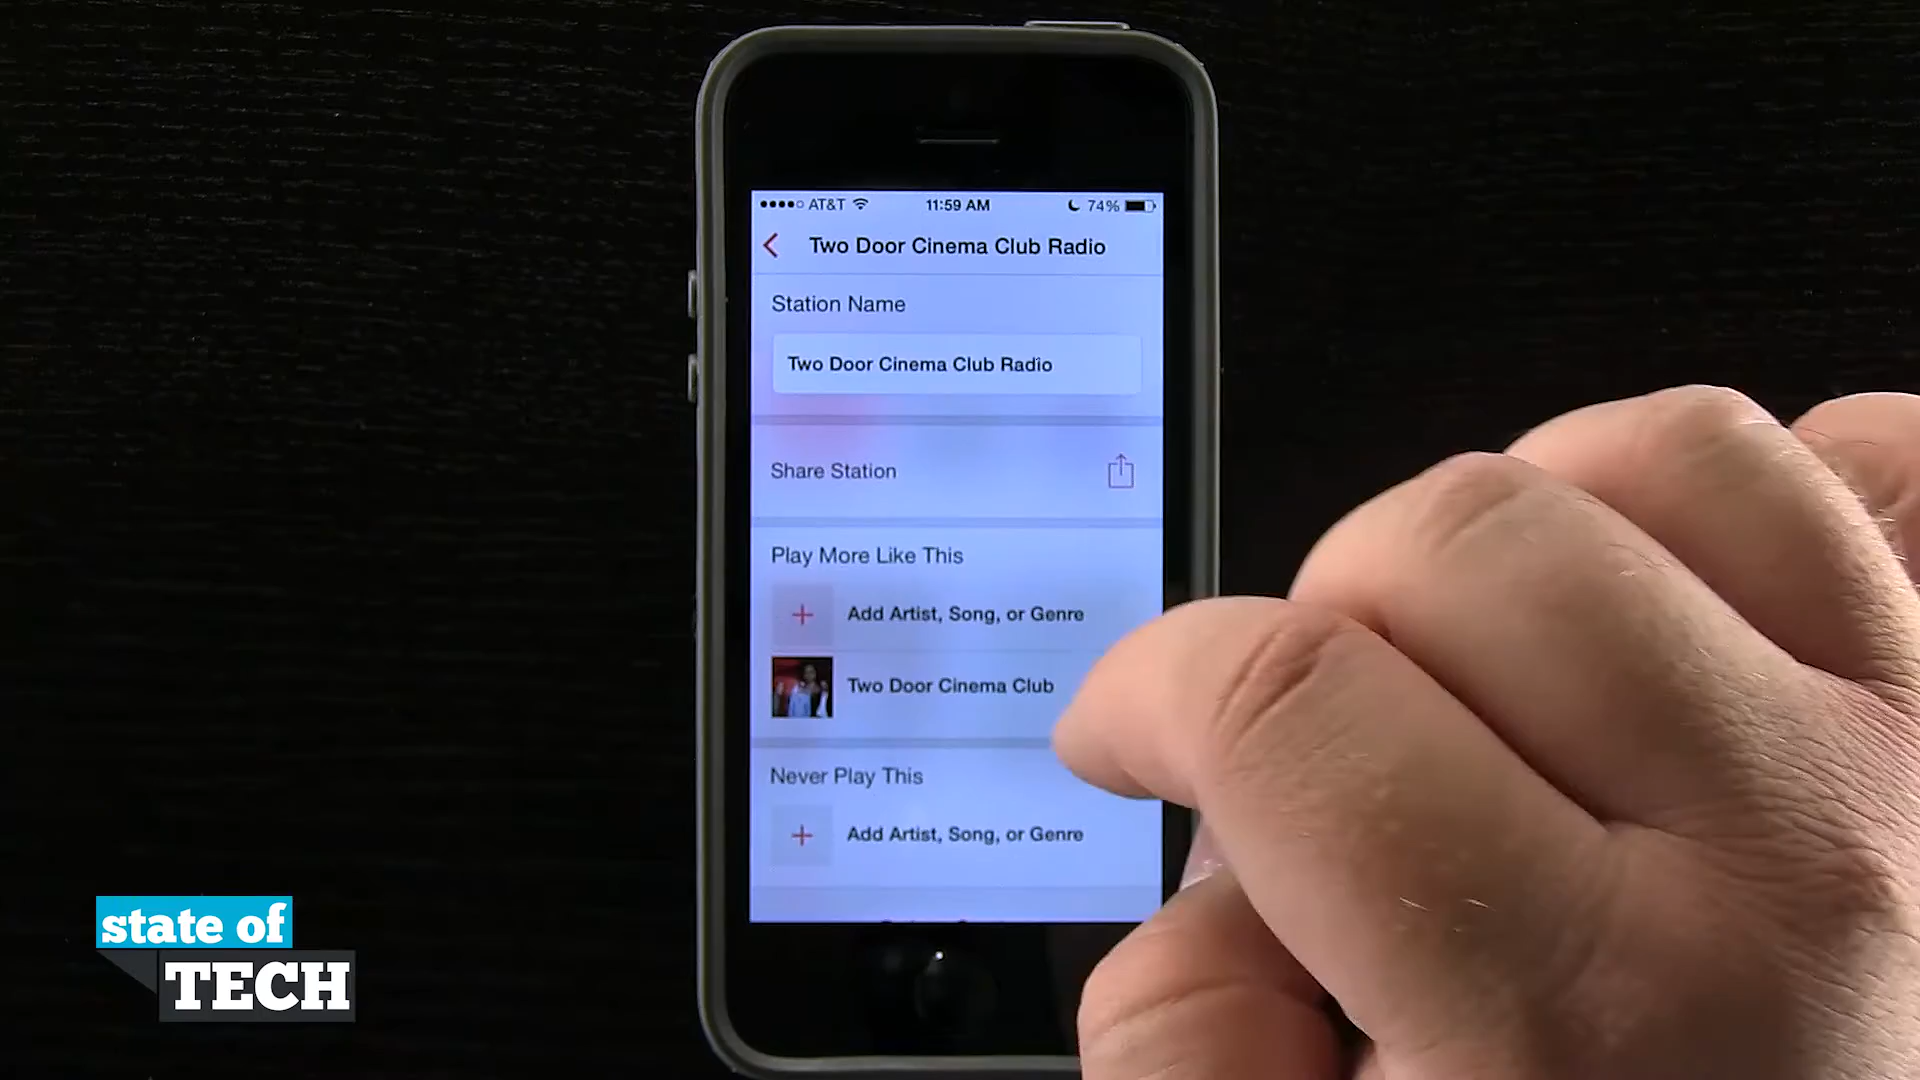 AT&T 11:59 AM 74%
Two Door Cinema Club Radio
Station Name
Two Door Cinema Club Radio
Share Station
Play More Like This
Add Artist, Song, or Genre
Two Door Cinema Club
Never Play This
Add Artist, Song, or Genre
state of
TECH